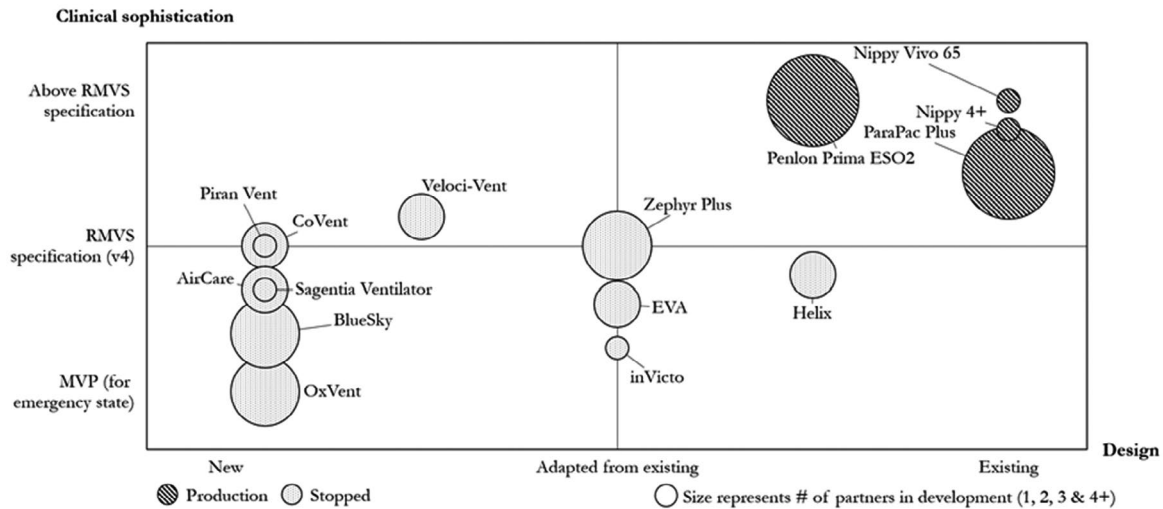 Clinical sophistication
Nippy Vivo 65
Above RMVS
specification
Nippy 4+
ParaPac Plus
Penlon Prima ESO2
Piran Vent
Veloci-Vent
CoVent
Zephyr Plus
RMVS
specification (v4)
AirCare
Sagentia Ventilator
BlueSky
EVA
Helix
inVicto
MVP (for
emergency state)
OxVent
Design
New
Adapted from existing
Existing
Production
Stopped
Size represents # of partners in development (1, 2, 3 & 4+)